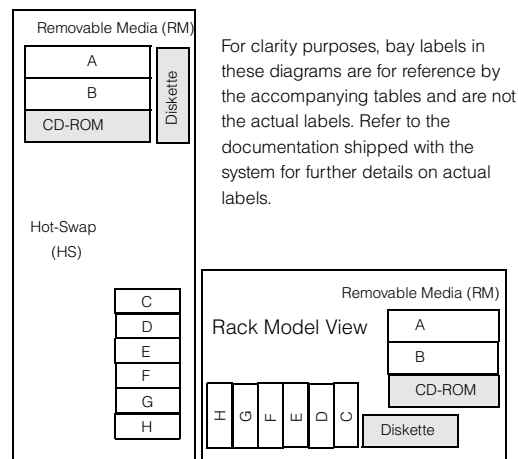 Removable Media (RM)
A
B
CD-ROM
Diskette
For clarity purposes, bay labels in
these diagrams are for reference by
the accompanying tables and are not
the actual labels. Refer to the
documentation shipped with the
system for further details on actual
labels.
Hot-Swap
(HS)
C
D
E
F
G
H
Removable Media (RM)
Rack Model View
A
B
CD-ROM
H
G
F
E
D
C
Diskette